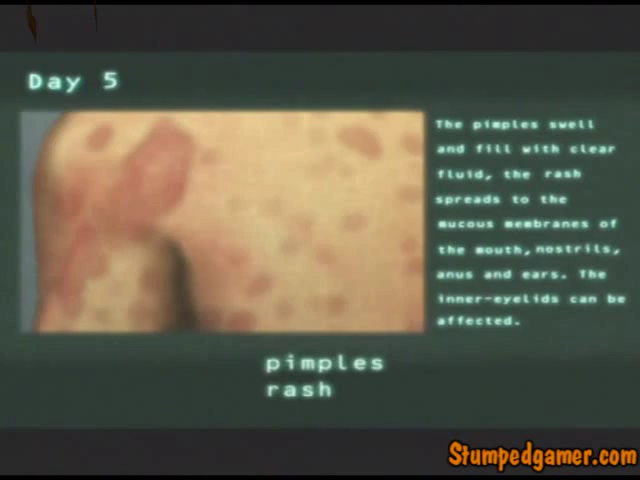 Day 5
The pimples swell
and fill with clear
fluid, the rash
spreads to the
mucous membranes of
the mouth, nostrils,
anus and ears. The
inner-eyelids can be
affected.
pimples
rash
Stumpedgamer.com